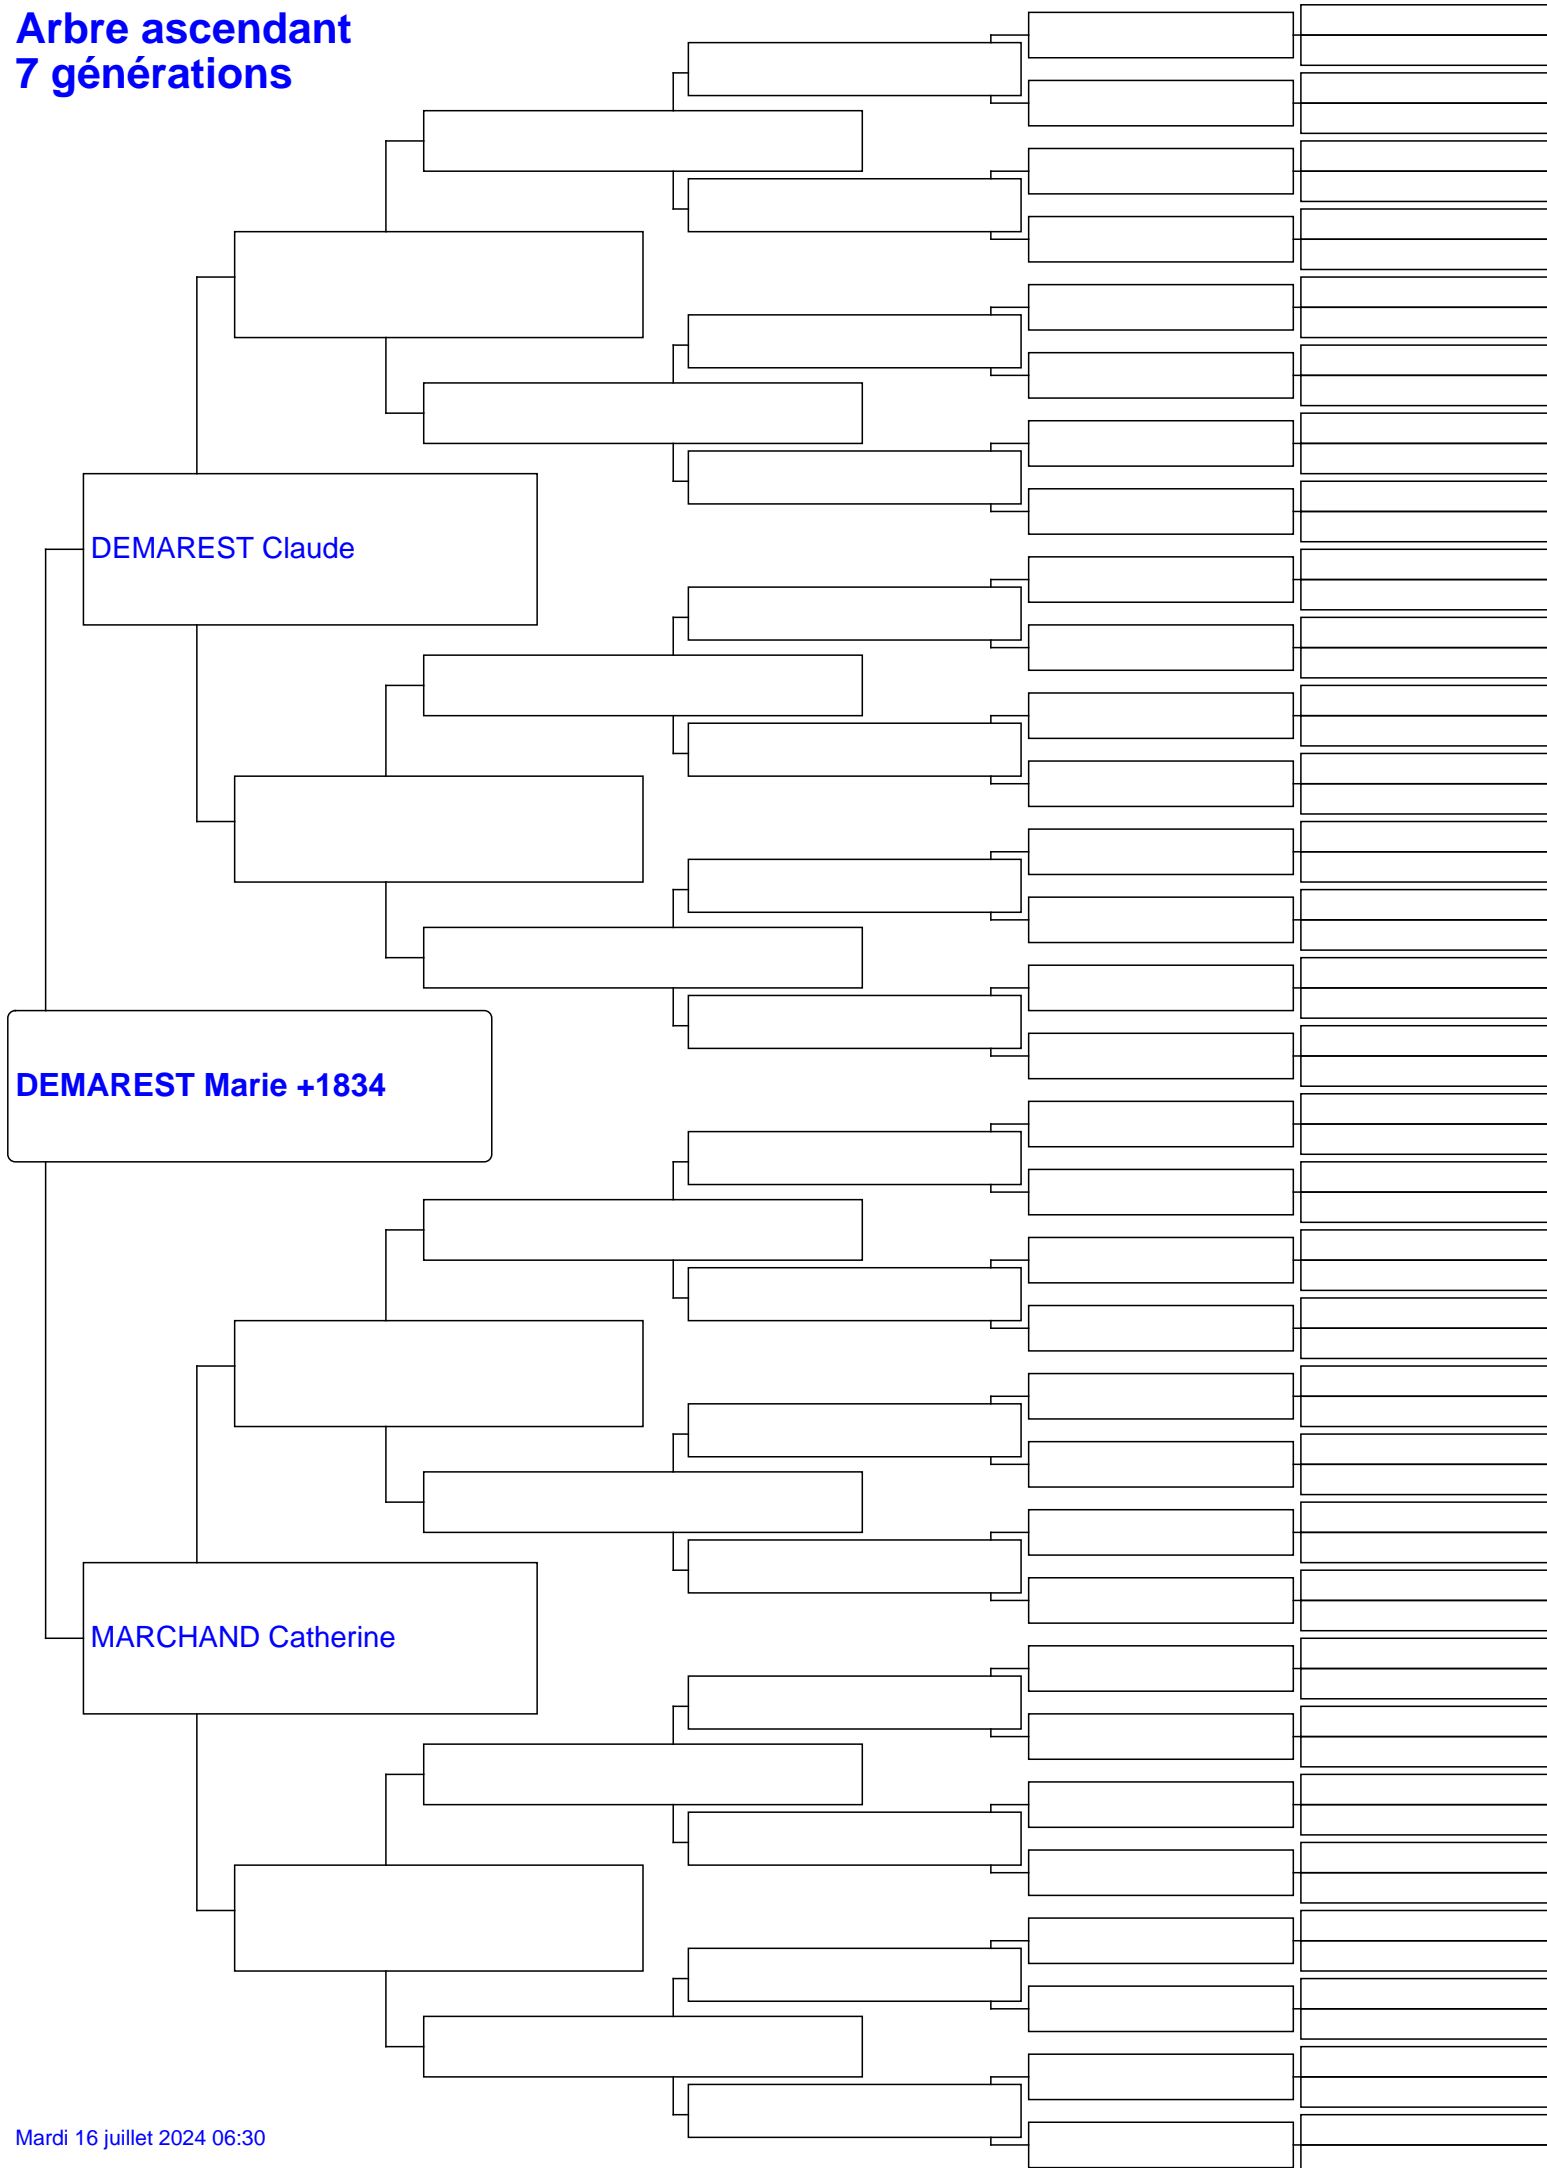 Arbre ascendant
7 générations
DEMAREST Claude
DEMAREST Marie +1834
MARCHAND Catherine
Mardi 16 juillet 2024 06:30